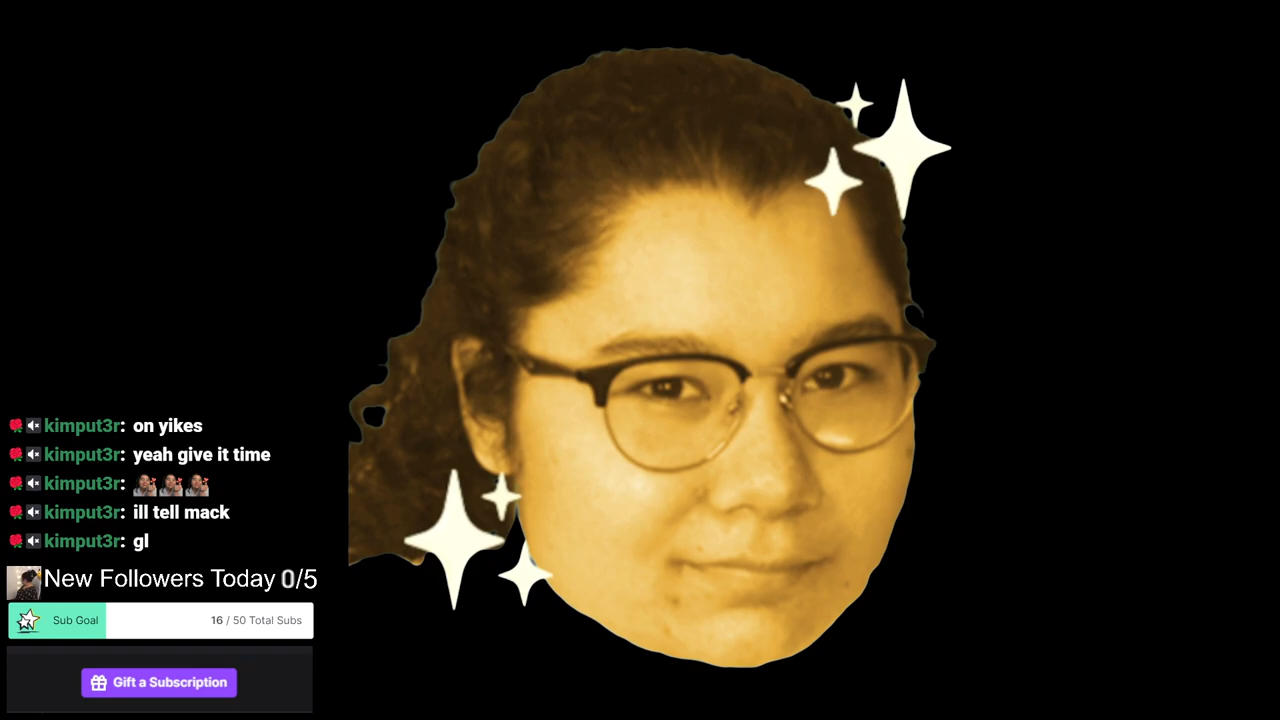 kimput3r: on yikes
kimput3r: yeah give it time
kimput3r:
kimput3r: ill tell mack
kimput3r: gl
New Followers Today 0/5
Sub Goal 16 / 50 Total Subs
Gift a Subscription